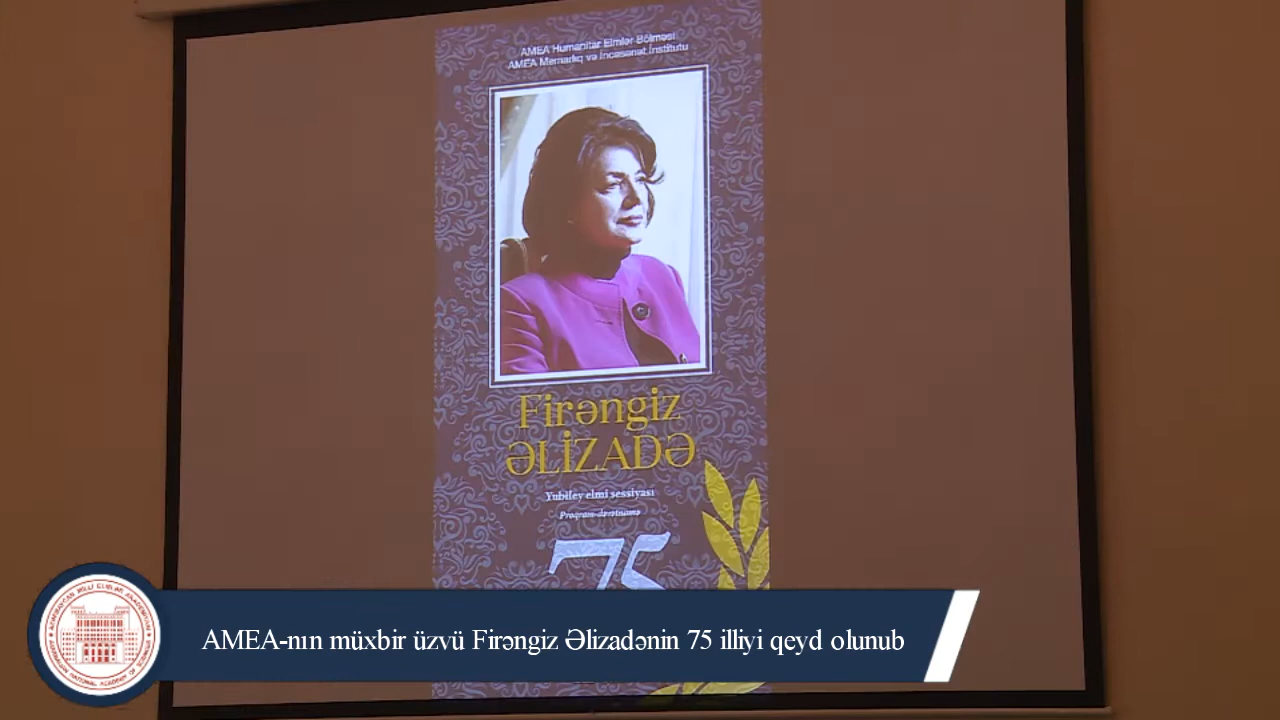 AMEA Humanitar Elmlər Bölməsi
AMEA Memarlıq və İncəsənət İnstitutu
Firəngiz
ƏLİZADƏ
Yubiley elmi sessiyası
Proqram-dəvətnamə
75
AMEA-nın müxbir üzvü Firəngiz Əlizadənin 75 illiyi qeyd olunub